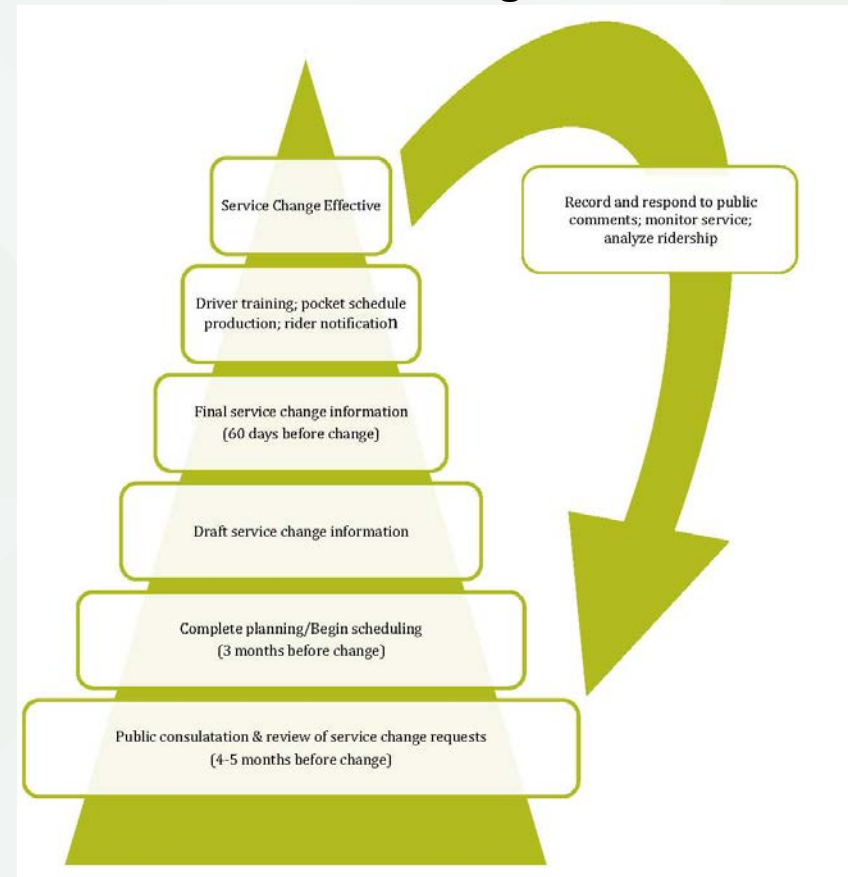 Service Change Effective
Record and respond to public
comments; monitor service;
analyze ridership
Driver training; pocket schedule
production; rider notification
Final service change information
(60 days before change)
Draft service change information
Complete planning/Begin scheduling
(3 months before change)
Public consulatation & review of service change requests
(4-5 months before change)